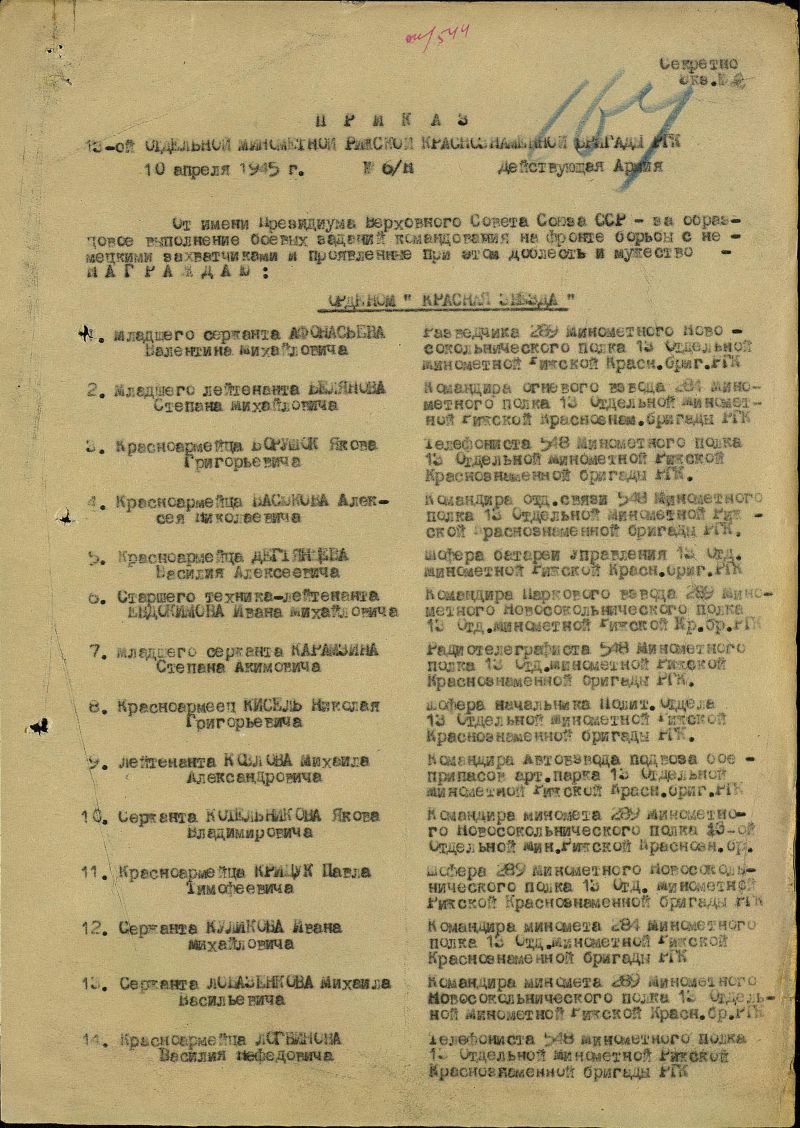 оп/544
Секретно
Экз.№2
167
П Р И К А З
13-ой ОТДЕЛЬНОЙ МИНОМЕТНОЙ РИЖСКОЙ КРАСНОЗНАМЕННОЙ БРИГАДЫ РГК
10 апреля 1945 г. № 6/Н Действующая Армия
От имени Президиума Верховного Совета Союза ССР - за образ-
цовое выполнение боевых заданий командования на фронте борьбы с не -
мецкими захватчиками и проявленные при этом доблесть и мужество -
Н А Г Р А Ж Д А Ю :
ОРДЕНОМ " КРАСНАЯ ЗВЕЗДА "
1. Младшего сержанта АФОНАСЬЕВА
Валентина Михайловича
Разведчика 289 Минометного Ново -
сокольнического полка 13 Отдельной
минометной Рижской Красн.бриг.РГК
2. Младшего лейтенанта БЕЛЯНОВА
Степана Михайловича
Командира огневого взвода 284 Мино-
метного полка 13 Отдельной Миномет-
ной Рижской Краснознам.бригады РГК
3. Красноармейца БОРУШОК Якова
Григорьевича
Телефониста 548 Минометного полка
13 Отдельной Минометной Рижской
Краснознаменной бригады РГК.
4. Красноармейца ВАСЬКОВА Алек-
сея Николаевича
Командира отд.связи 548 Минометного
полка 13 Отдельной Минометной Риж -
ской Краснознаменной бригады РГК.
5. Красноармейца ДЕГТЯНЦЕВА
Василия Алексеевича
Шофера батареи управления 13 Отд.
минометной Рижской Красн.бриг.РГК
6. Старшего техника-лейтенанта
ЕВДОКИМОВА Ивана Михайловича
Командира Паркового взвода 289 Мино-
метного Новосокольнического полка
13 Отд.минометной Рижской Кр.бр.РГК
7. Младшего сержанта КАРАМЗИНА
Степана Акимовича
Радиотелеграфиста 548 Минометного
полка 13 Отд.минометной Рижской
Краснознаменной бригады РГК.
8. Красноармеец КИСЕЛЬ Николая
Григорьевича
Шофера начальника Полит.Отдела
13 Отдельной Минометной Рижской
Краснознаменной бригады РГК.
9. Лейтенанта КОЗЛОВА Михаила
Александровича
Командира Автовзвода подвоза бое -
припасов арт.парка 13 Отдельной
минометной Рижской Красн.бриг.РГК
10. Сержанта КОТЕЛЬНИКОВА Якова
Владимировича
Командира миномета 289 Минометно-
го Новосокольнического полка 13-ой
Отдельной Мин.Рижской Краснозн.бр.
11. Красноармейца КРИЦУК Павла
Тимофеевича
Шофера 289 Минометного Новосоколь-
нического полка 13 Отд. минометной
Рижской Краснознаменной бригады РГК
12. Сержанта КУЛИКОВА Ивана
Михайловича
Командира миномета 284 Минометного
полка 13 Отд.минометной Рижской
Краснознаменной бригады РГК
13. Сержанта ЛОБАЗЕНКОВА Михаила
Васильевича
Командира миномета 289 Минометного
Новосокольнического полка 13 Отдель-
ной Минометной Рижской Красн.бр.РГК
14. Красноармейца ЛОГВИНОВА
Василия Нефедовича
Телефониста 548 Минометного полка
13 Отдельной Минометной Рижской
Краснознаменной бригады РГК